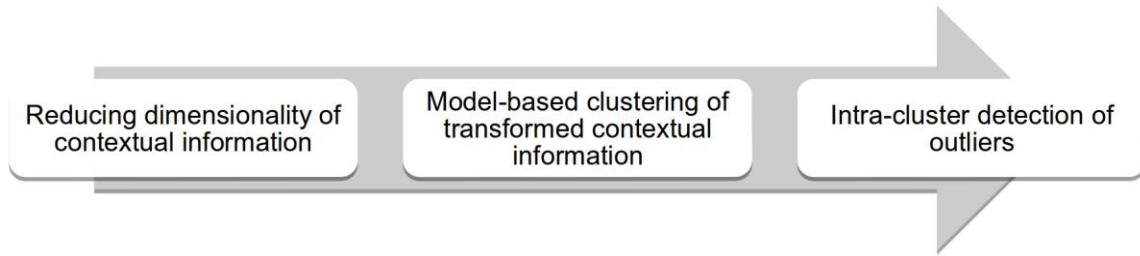 Reducing dimensionality of
contextual information
Model-based clustering of
transformed contextual
information
Intra-cluster detection of
outliers